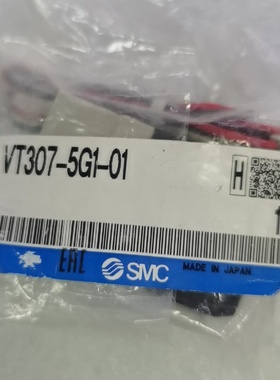 VT307-5G1-01
H
EAC SMC MADE IN JAPAN